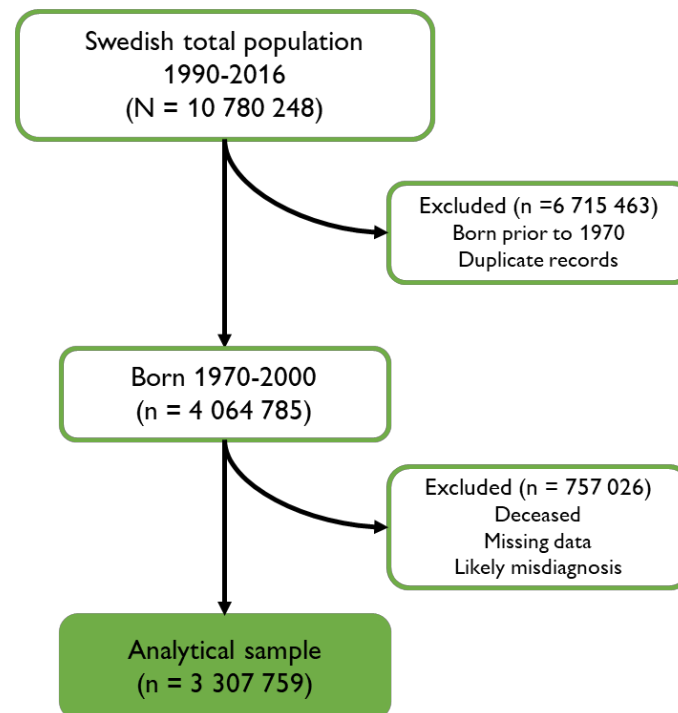 Swedish total population
1990-2016
(N = 10 780 248)
Excluded (n =6 715 463)
Born prior to 1970
Duplicate records
Born 1970-2000
(n = 4 064 785)
Excluded (n = 757 026)
Deceased
Missing data
Likely misdiagnosis
Analytical sample
(n = 3 307 759)